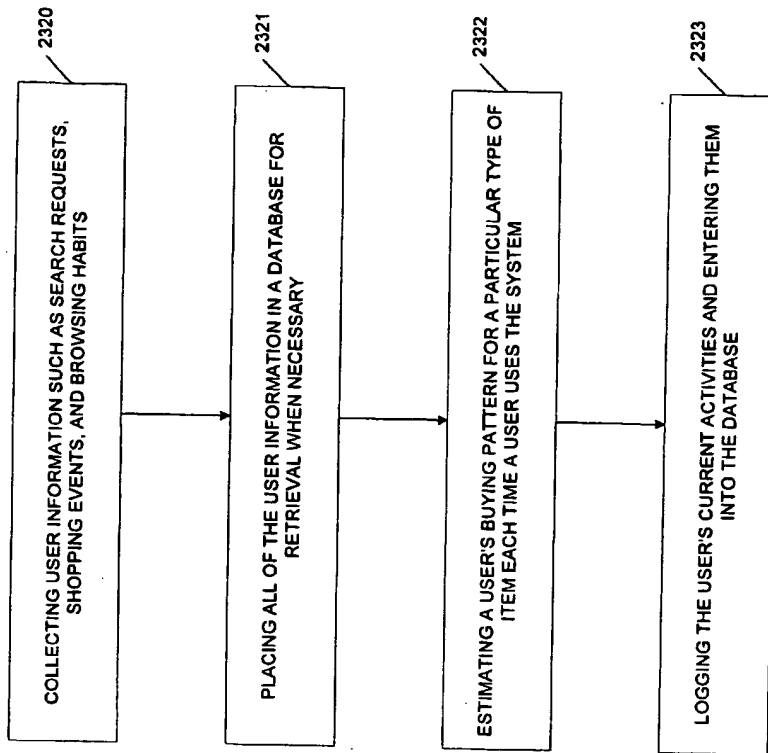 2320
COLLECTING USER INFORMATION SUCH AS SEARCH REQUESTS,
SHOPPING EVENTS, AND BROWSING HABITS
2321
PLACING ALL OF THE USER INFORMATION IN A DATABASE FOR
RETRIEVAL WHEN NECESSARY
2322
ESTIMATING A USER'S BUYING PATTERN FOR A PARTICULAR TYPE OF
ITEM EACH TIME A USER USES THE SYSTEM
2323
LOGGING THE USER'S CURRENT ACTIVITIES AND ENTERING THEM
INTO THE DATABASE